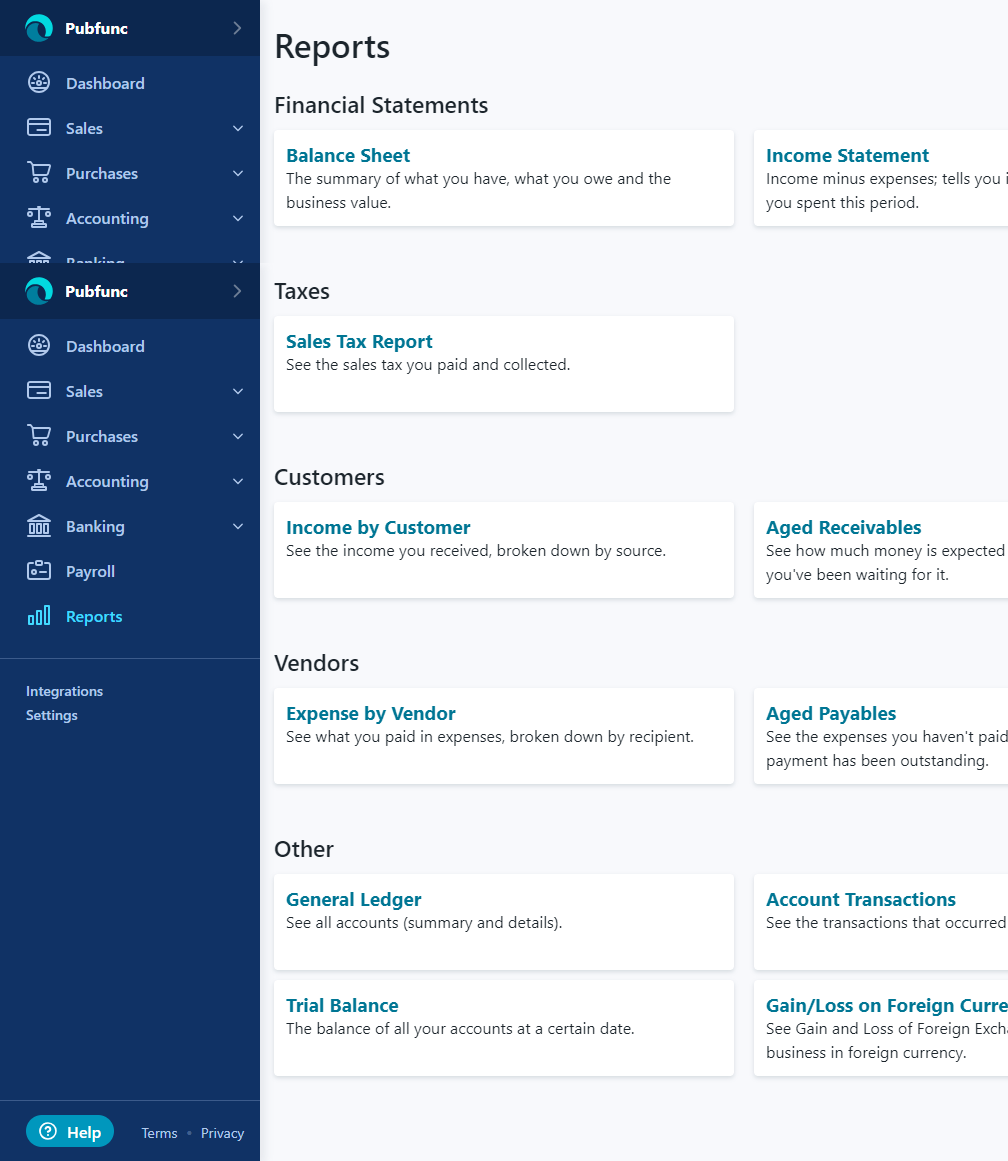 Pubfunc
Dashboard
Sales
Purchases
Accounting
Banking
Pubfunc
Dashboard
Sales
Purchases
Accounting
Banking
Payroll
Reports
Integrations
Settings
Help
Terms • Privacy
Reports
Financial Statements
Balance Sheet
The summary of what you have, what you owe and the
business value.
Income Statement
Income minus expenses; tells you
you spent this period.
Taxes
Sales Tax Report
See the sales tax you paid and collected.
Customers
Income by Customer
See the income you received, broken down by source.
Aged Receivables
See how much money is expected
you've been waiting for it.
Vendors
Expense by Vendor
See what you paid in expenses, broken down by recipient.
Aged Payables
See the expenses you haven't paid
payment has been outstanding.
Other
General Ledger
See all accounts (summary and details).
Account Transactions
See the transactions that occurred
Trial Balance
The balance of all your accounts at a certain date.
Gain/Loss on Foreign
See Gain and Loss of Foreign
business in foreign currency.